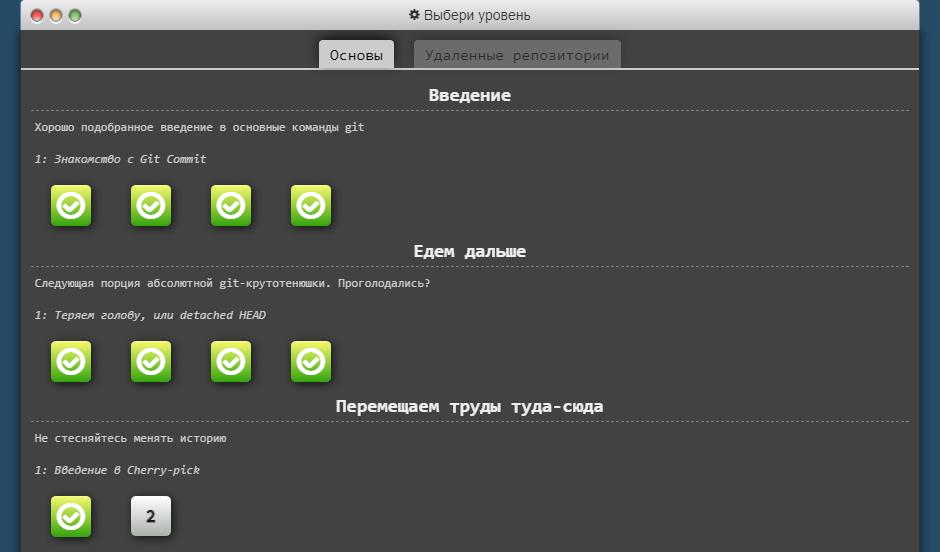 Выбери уровень
Основы
Удаленные репозитории
Введение
Хорошо подобранное введение в основные команды git
1: Знакомство с Git Commit
Едем дальше
Следующая порция абсолютной git-крутотенюшки. Проголодались?
1: Теряем голову, или detached HEAD
Перемещаем труды туда-сюда
Не стесняйтесь менять историю
1: Введение в Cherry-pick
2